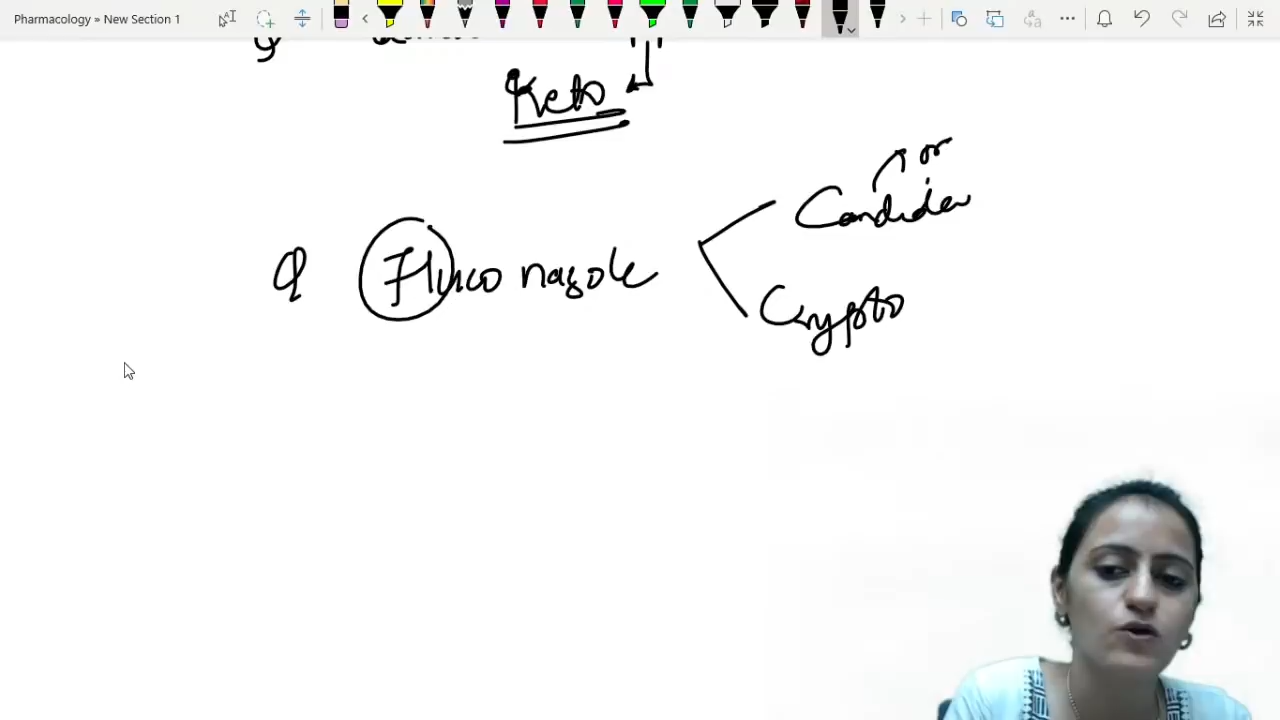 Pharmacology » New Section 1
Keto
or
Candida
Q Fluconazole
Crypto